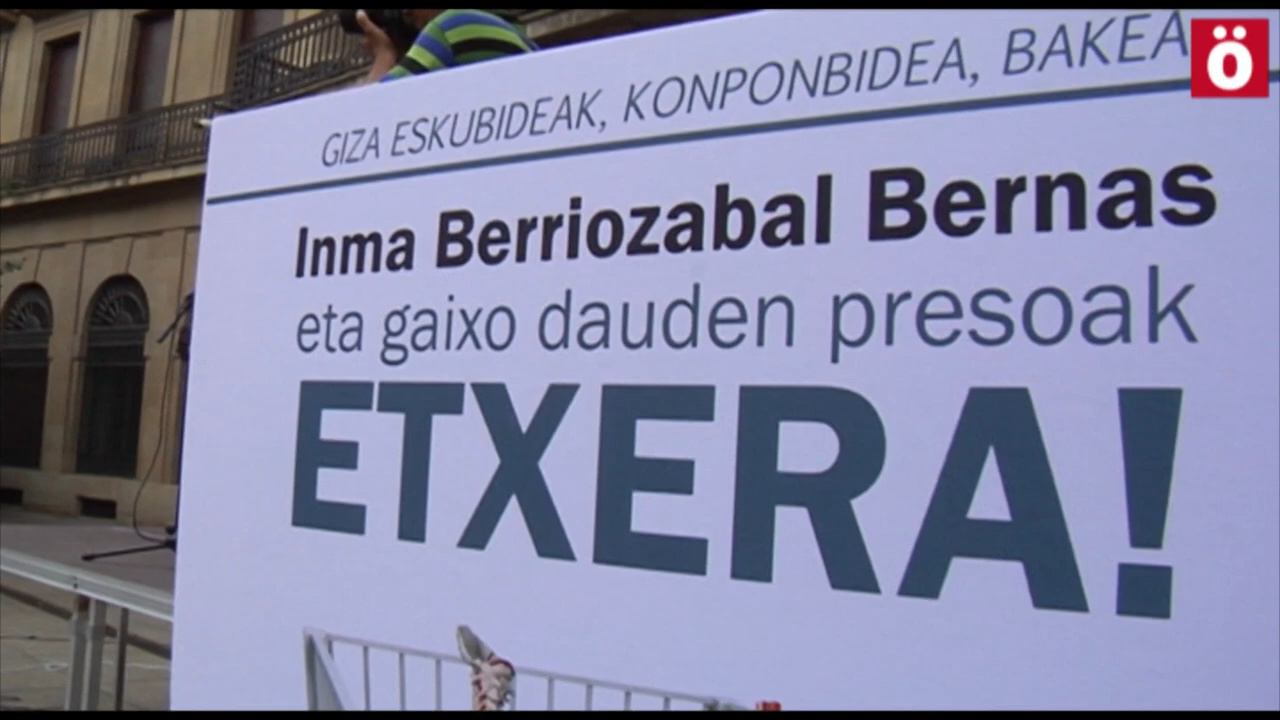 GIZA ESKUBIDEAK, KONPONBIDEA, BAKEA
ö
Inma Berriozabal Bernas
eta gaixo dauden presoak
ETXERA!